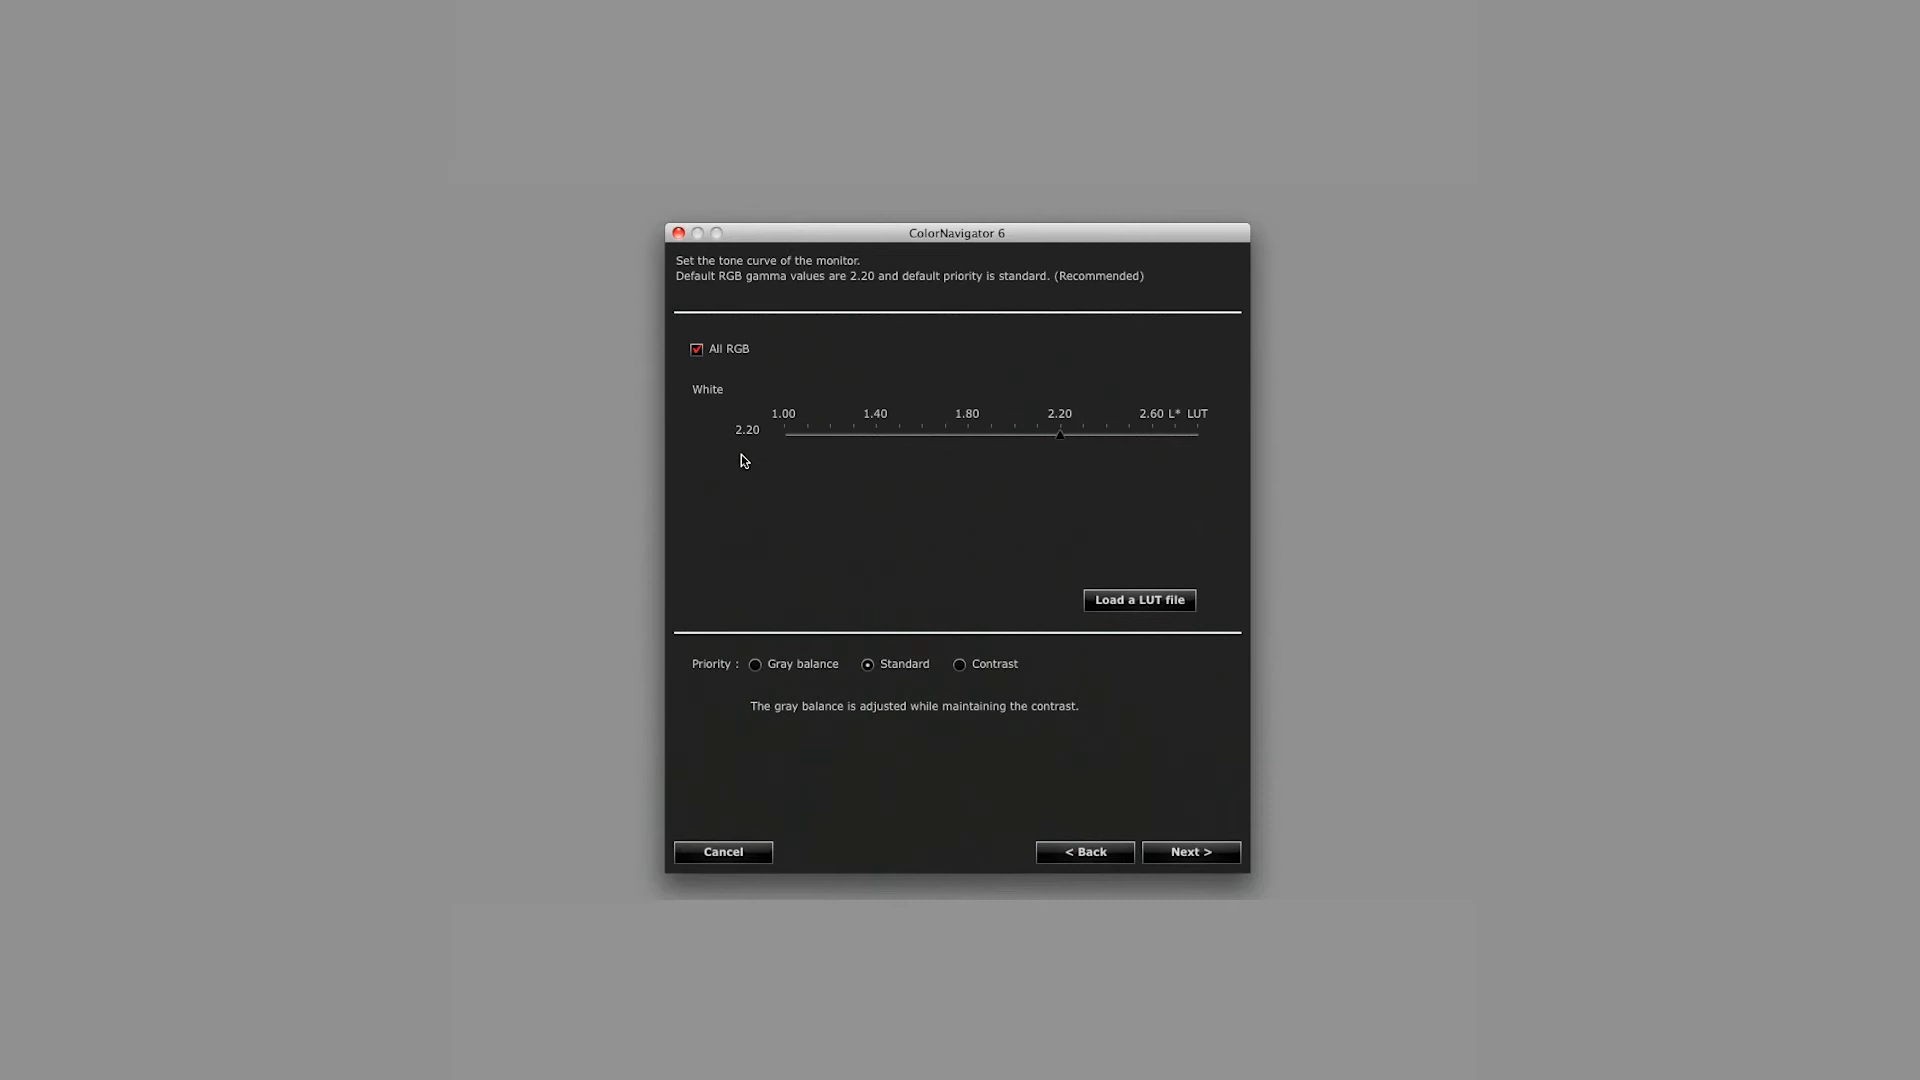 ColorNavigator 6
Set the tone curve of the monitor.
Default RGB gamma values are 2.20 and default priority is standard. (Recommended)
All RGB
White
1.00 1.40 1.80 2.20 2.60 L* LUT
2.20
Load a LUT file
Priority : Gray balance Standard Contrast
The gray balance is adjusted while maintaining the contrast.
Cancel < Back Next >